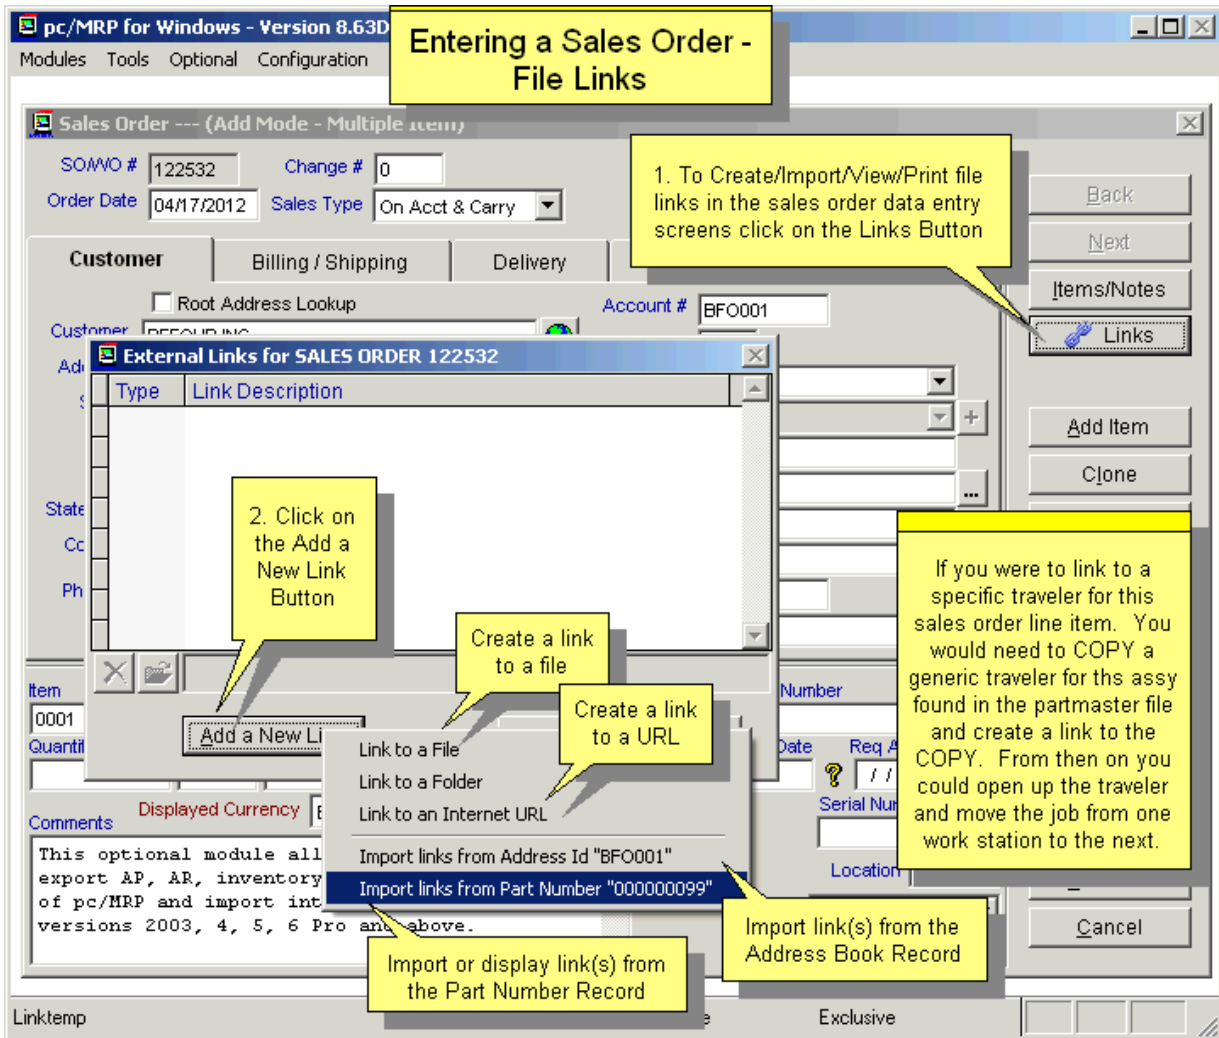 pc/MRP for Windows - Version 8.63D
Entering a Sales Order -
File Links
Modules Tools Optional Configuration
Sales Order --- (Add Mode - Multiple Item)
SO/WO # 122532 Change # 0
Order Date 04/17/2012 Sales Type On Acct & Carry
1. To Create/Import/View/Print file
links in the sales order data entry
screens click on the Links Button
Back
Next
Items/Notes
Links
Add Item
Clone
Customer Billing / Shipping Delivery
Root Address Lookup Account # BFO001
Customer
External Links for SALES ORDER 122532
Type Link Description
State
Ph
2. Click on
the Add a
New Link
Button
Create a link
to a file
Create a link
to a URL
If you were to link to a
specific traveler for this
sales order line item. You
would need to COPY a
generic traveler for ths assy
found in the partmaster file
and create a link to the
COPY. From then on you
could open up the traveler
and move the job from one
work station to the next.
Item Number
0001
Add a New Li
Quantit Date Req A
/ /
Link to a File
Link to a Folder
Link to an Internet URL
Import links from Address Id "BFO001"
Import links from Part Number "000000099"
Displayed Currency
Serial Nu
Comments
Location
This optional module all
export AP, AR, inventory
of pc/MRP and import int
versions 2003, 4, 5, 6 Pro and above.
Import or display link(s) from
the Part Number Record
Import link(s) from the
Address Book Record
Cancel
Linktemp Exclusive